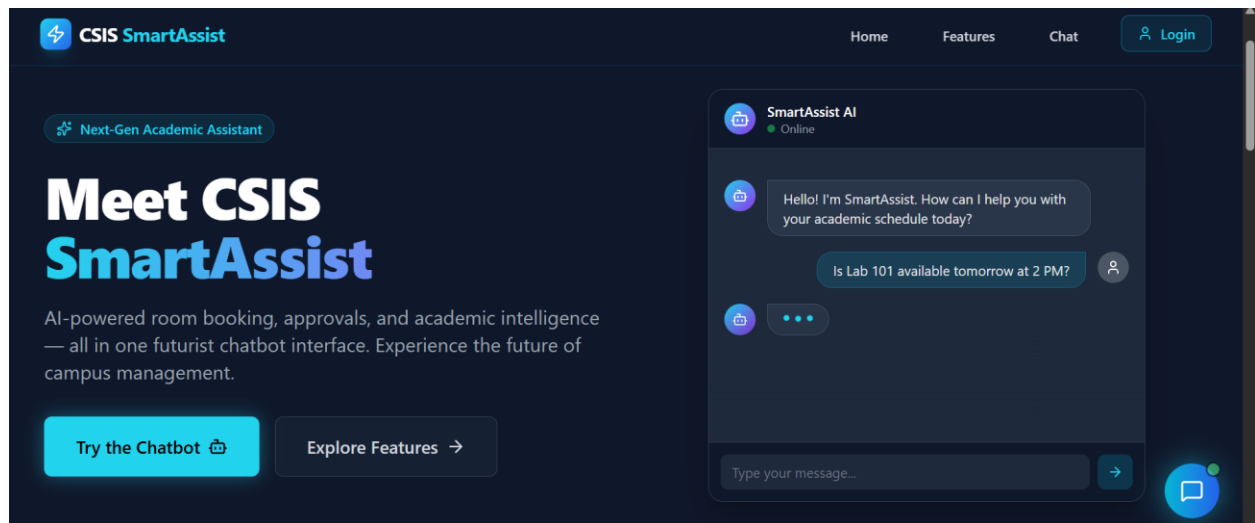 CSIS SmartAssist
Home
Features
Chat
Login
Next-Gen Academic Assistant
Meet CSIS
SmartAssist
AI-powered room booking, approvals, and academic intelligence
— all in one futurist chatbot interface. Experience the future of
campus management.
Try the Chatbot
Explore Features →
SmartAssist AI
Online
Hello! I'm SmartAssist. How can I help you with
your academic schedule today?
Is Lab 101 available tomorrow at 2 PM?
Type your message...